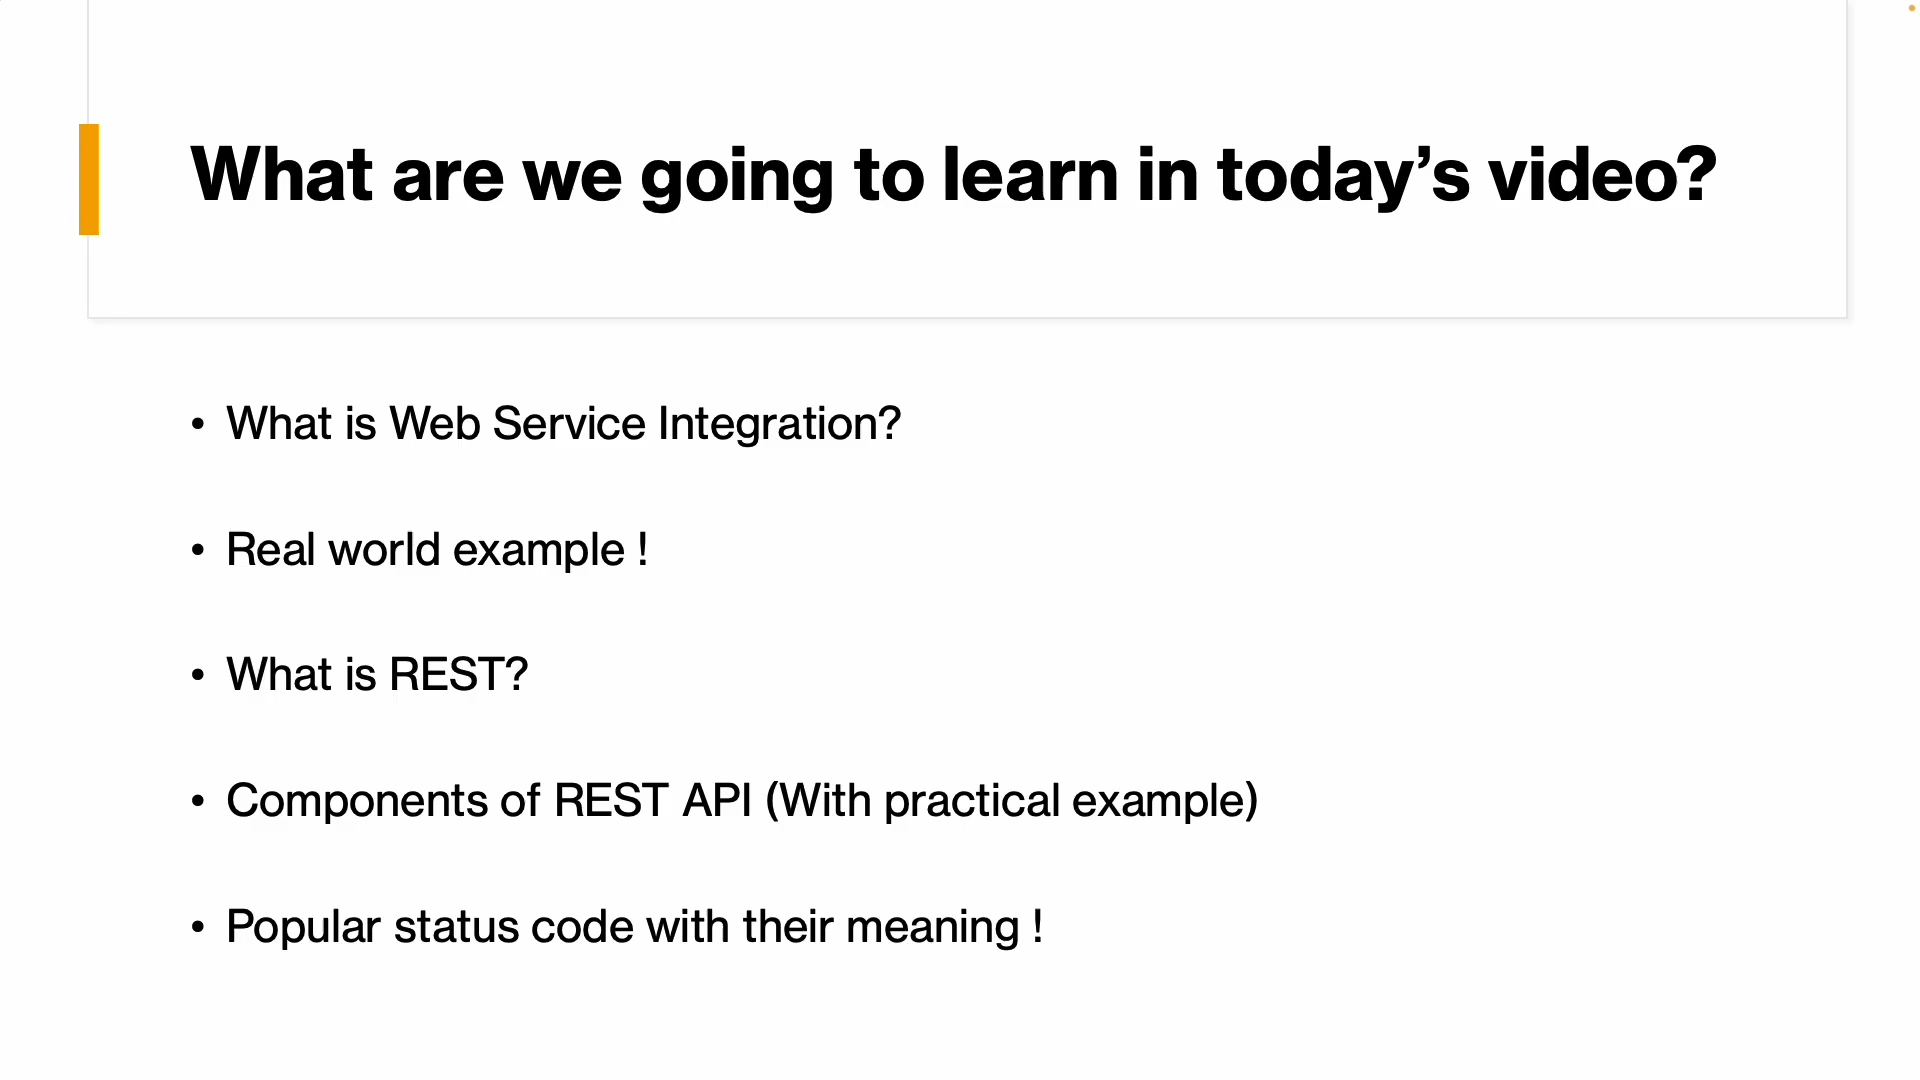 What are we going to learn in today’s video?
• What is Web Service Integration?
• Real world example !
• What is REST?
• Components of REST API (With practical example)
• Popular status code with their meaning !